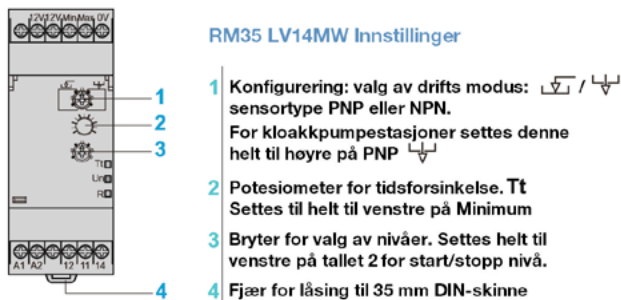 12V12V Min Max 0V
Tt
Un
R
A1 A2 12 11 14
1
2
3
4
RM35 LV14MW Innstillinger
1 Konfigurering: valg av drifts modus: /
sensortype PNP eller NPN.
For kloakkpumpestasjoner settes denne
helt til høyre på PNP
2 Potesiometer for tidsforsinkelse. Tt
Settes til helt til venstre på Minimum
3 Bryter for valg av nivåer. Settes helt til
venstre på tallet 2 for start/stopp nivå.
4 Fjær for låsing til 35 mm DIN-skinne